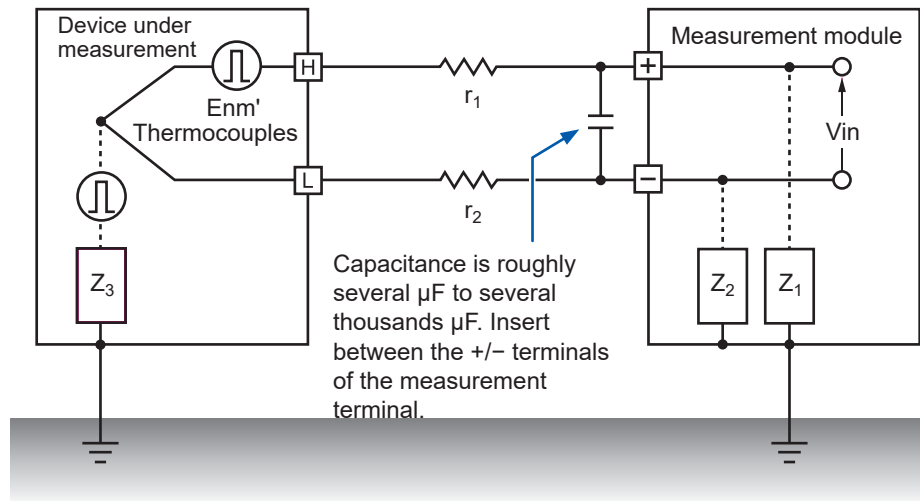 Device under
measurement
H
Enm'
Thermocouples
L
Z3
r1
r2
Capacitance is roughly
several µF to several
thousands µF. Insert
between the +/− terminals
of the measurement
terminal.
Measurement module
+
−
Vin
Z2
Z1